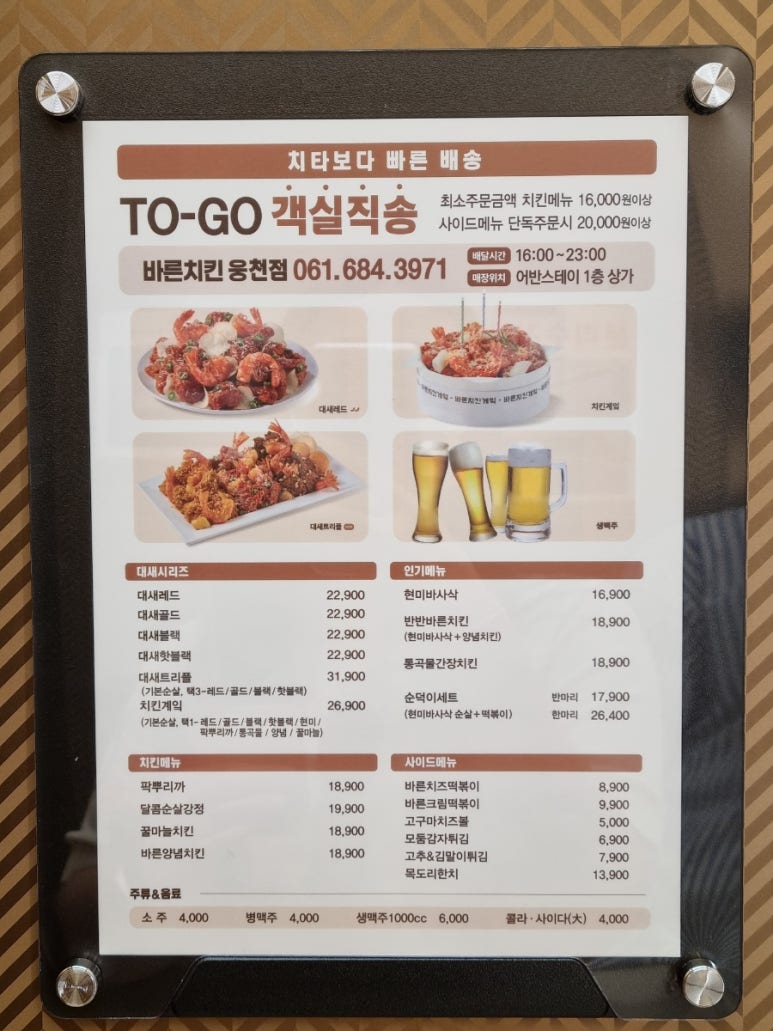 치타보다 빠른 배송
TO-GO 객실직송
최소주문금액 치킨메뉴 16,000원이상
사이드메뉴 단독주문시 20,000원이상
바른치킨 웅천점 061.684.3971
배달시간 16:00~23:00
매장위치 어반스테이 1층 상가
대새레드
·바른치킨케익·바른치킨케익·
치킨케익
대새트리플
생맥주
대새시리즈
대새레드 22,900
대새골드 22,900
대새블랙 22,900
대새핫블랙 22,900
대새트리플 31,900
(기본순살, 택3-레드/골드/블랙/핫블랙)
치킨케익 26,900
(기본순살, 택1- 레드/골드/블랙/핫블랙/현미/
팍뿌리까/통곡물 / 양념 / 꿀마늘)
인기메뉴
현미바사삭 16,900
반반바른치킨 18,900
(현미바사삭+양념치킨)
통곡물간장치킨 18,900
순덕이세트 반마리 17,900
(현미바사삭 순살+떡볶이) 한마리 26,400
치킨메뉴
팍뿌리까 18,900
달콤순살강정 19,900
꿀마늘치킨 18,900
바른양념치킨 18,900
사이드메뉴
바른치즈떡볶이 8,900
바른크림떡볶이 9,900
고구마치즈볼 5,000
모둠감자튀김 6,900
고추&김말이튀김 7,900
목도리한치 13,900
주류&음료
소 주 4,000 병맥주 4,000 생맥주1000cc 6,000 콜라·사이다(大) 4,000